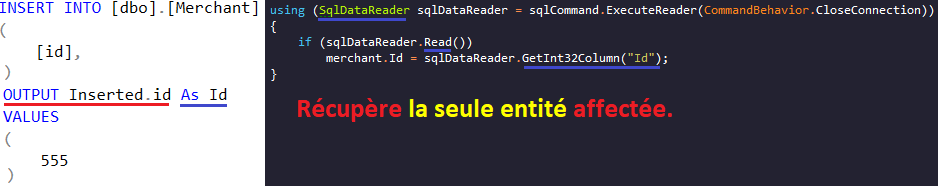 INSERT INTO [dbo].[Merchant]
(
[id],
)
OUTPUT Inserted.id As Id
VALUES
(
555
)
using (SqlDataReader sqlDataReader = sqlCommand.ExecuteReader(CommandBehavior.CloseConnection))
{
if (sqlDataReader.Read())
merchant.Id = sqlDataReader.GetInt32Column("Id");
}
Récupère la seule entité affectée.